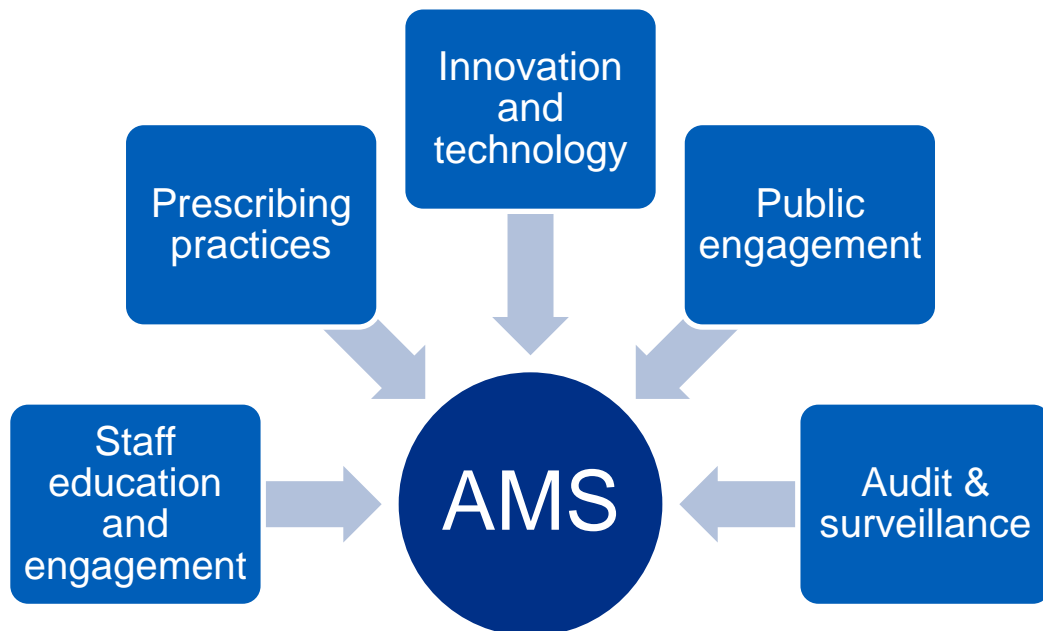 Innovation
and
technology
Prescribing
practices
Public
engagement
Staff
education
and
engagement
AMS
Audit &
surveillance